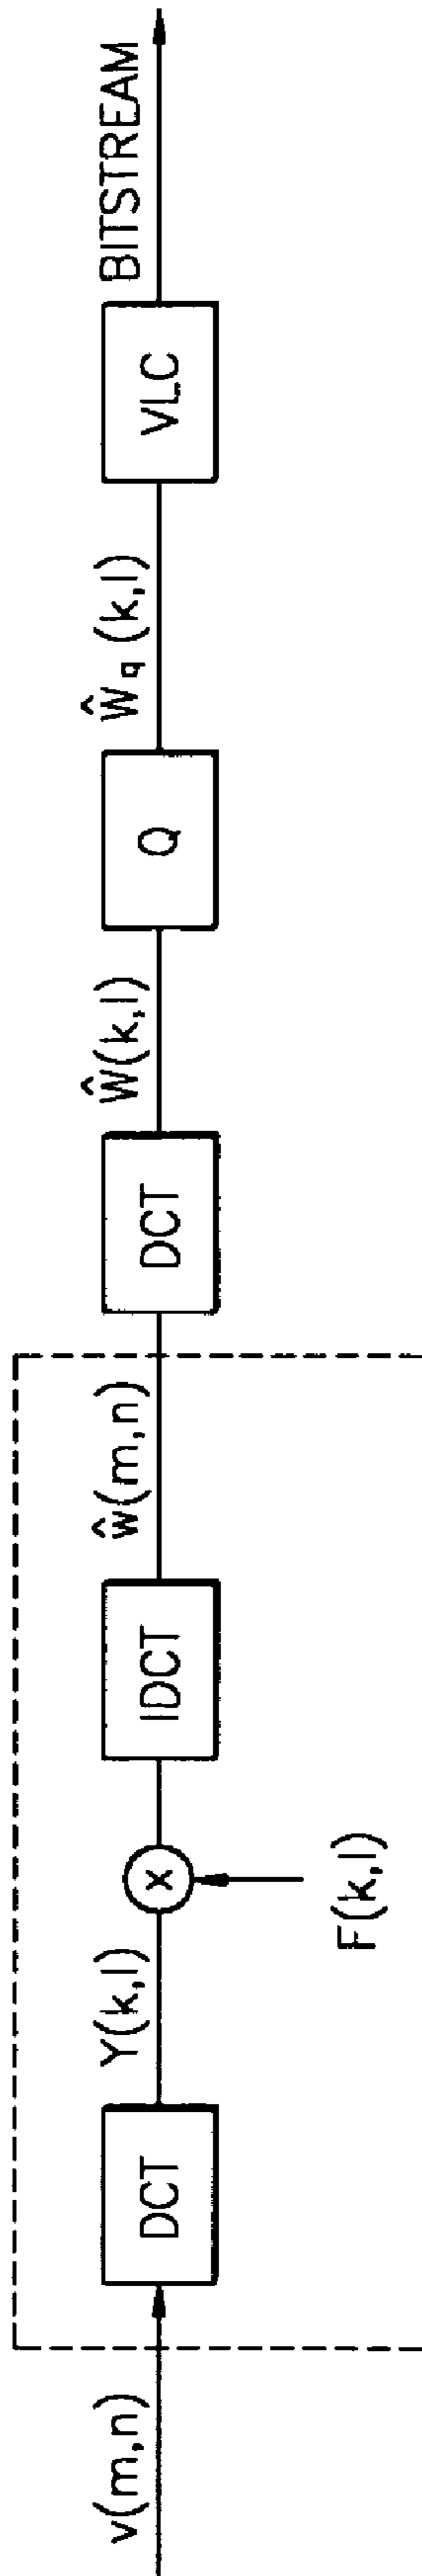 v(m,n)
DCT
Y(k,l)
x
F(k,l)
IDCT
ŵ(m,n)
DCT
Ŵ(k,l)
Q
Ŵq(k,l)
VLC
BITSTREAM